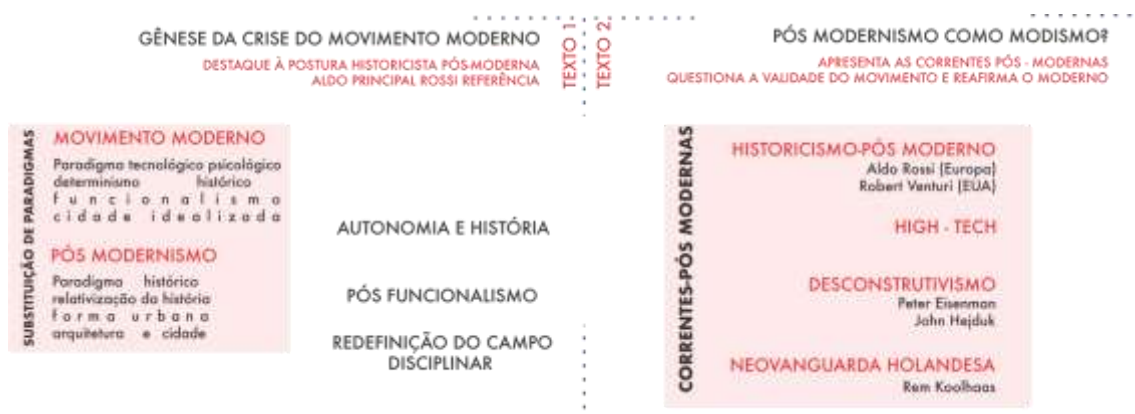 GÊNESE DA CRISE DO MOVIMENTO MODERNO
DESTAQUE À POSTURA HISTORICISTA PÓS-MODERNA
ALDO PRINCIPAL ROSSI REFERÊNCIA
TEXTO 1
SUBSTITUIÇÃO DE PARADIGMAS
MOVIMENTO MODERNO
Paradigma tecnológico psicológico
determinismo histórico
funcionalismo
cidade idealizada
PÓS MODERNISMO
Paradigma histórico
relativização da história
forma urbana
arquitetura e cidade
AUTONOMIA E HISTÓRIA
PÓS FUNCIONALISMO
REDEFINIÇÃO DO CAMPO
DISCIPLINAR
TEXTO 2
PÓS MODERNISMO COMO MODISMO?
APRESENTA AS CORRENTES PÓS - MODERNAS
QUESTIONA A VALIDADE DO MOVIMENTO E REAFIRMA O MODERNO
CORRENTES-PÓS MODERNAS
HISTORICISMO-PÓS MODERNO
Aldo Rossi (Europa)
Robert Venturi (EUA)
HIGH - TECH
DESCONSTRUTIVISMO
Peter Eisenman
John Hejduk
NEOVANGUARDA HOLANDESA
Rem Koolhaas